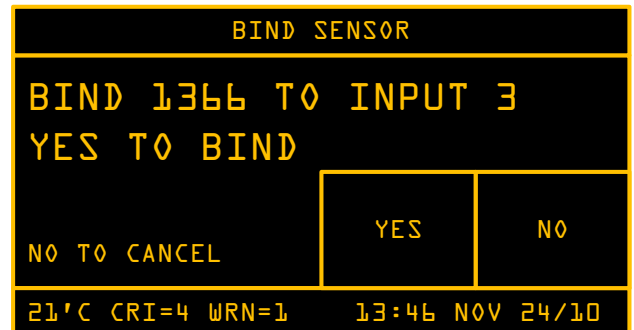 BIND SENSOR
BIND 1366 TO INPUT 3
YES TO BIND
YES NO
NO TO CANCEL
21'C CRI=4 WRN=1 13:46 NOV 24/10